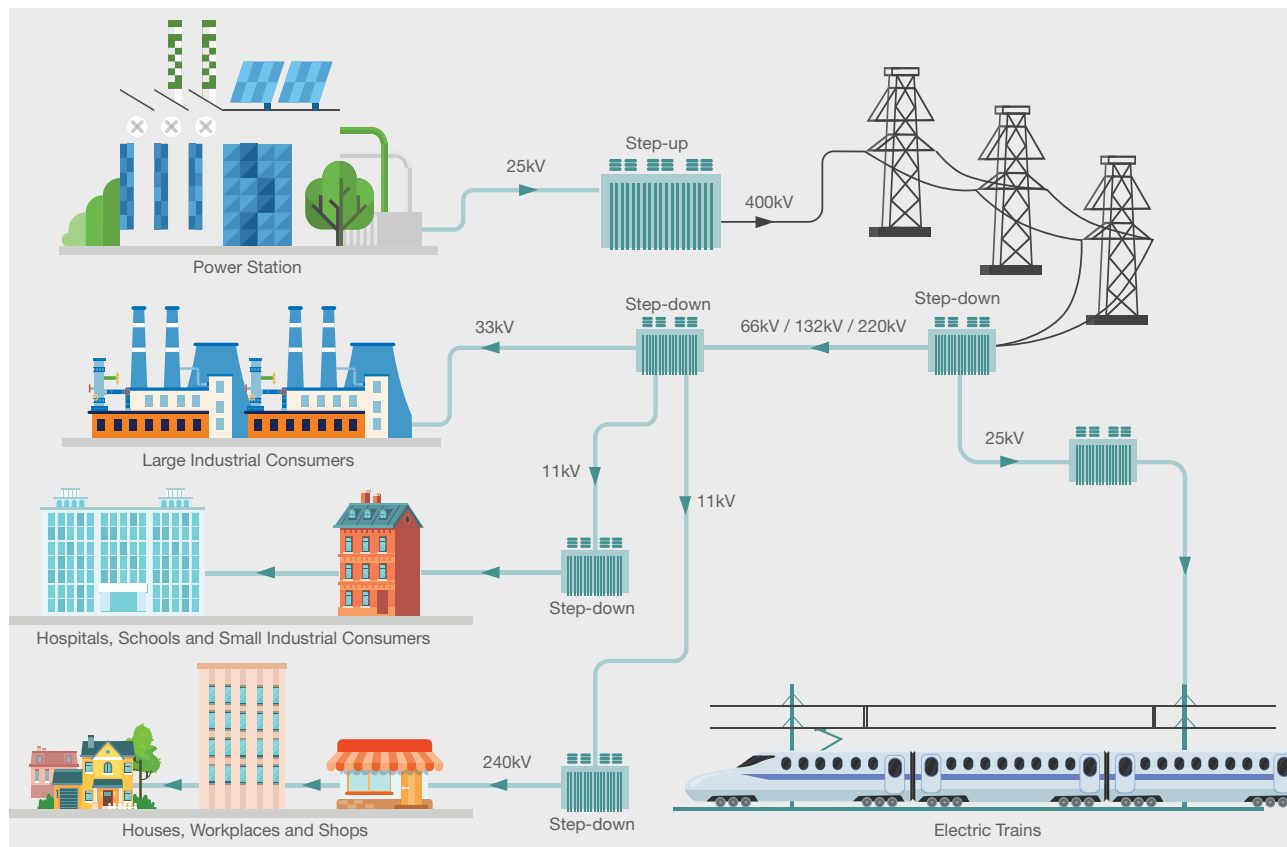 Step-up
25kV
400kV
Power Station
Step-down
Step-down
33kV
66kV / 132kV / 220kV
25kV
Large Industrial Consumers
11kV
11kV
Step-down
Hospitals, Schools and Small Industrial Consumers
240kV
Step-down
Houses, Workplaces and Shops
Electric Trains